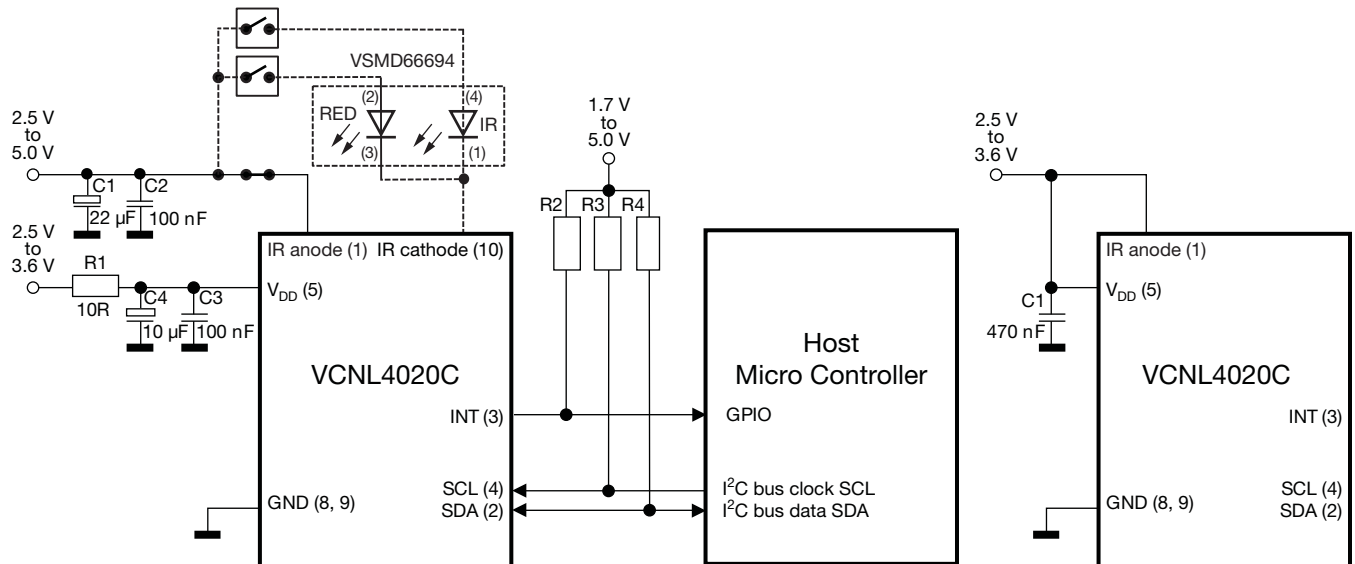 VSMD66694
(2)
(4)
RED
IR
(3)
(1)
2.5 V
to
5.0 V
C1
C2
22 µF
100 nF
2.5 V
to
3.6 V
R1
10R
C4
C3
10 µF
100 nF
IR anode (1)
IR cathode (10)
VDD (5)
VCNL4020C
INT (3)
GND (8, 9)
SCL (4)
SDA (2)
1.7 V
to
5.0 V
R2
R3
R4
Host
Micro Controller
GPIO
I2C bus clock SCL
I2C bus data SDA
2.5 V
to
3.6 V
IR anode (1)
VDD (5)
C1
470 nF
VCNL4020C
INT (3)
SCL (4)
GND (8, 9)
SDA (2)